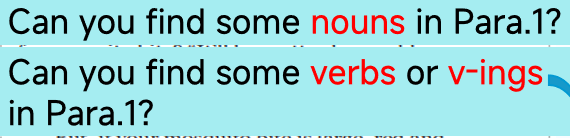 Can you find some nouns in Para.1?
Can you find some verbs or v-ings
in Para.1?